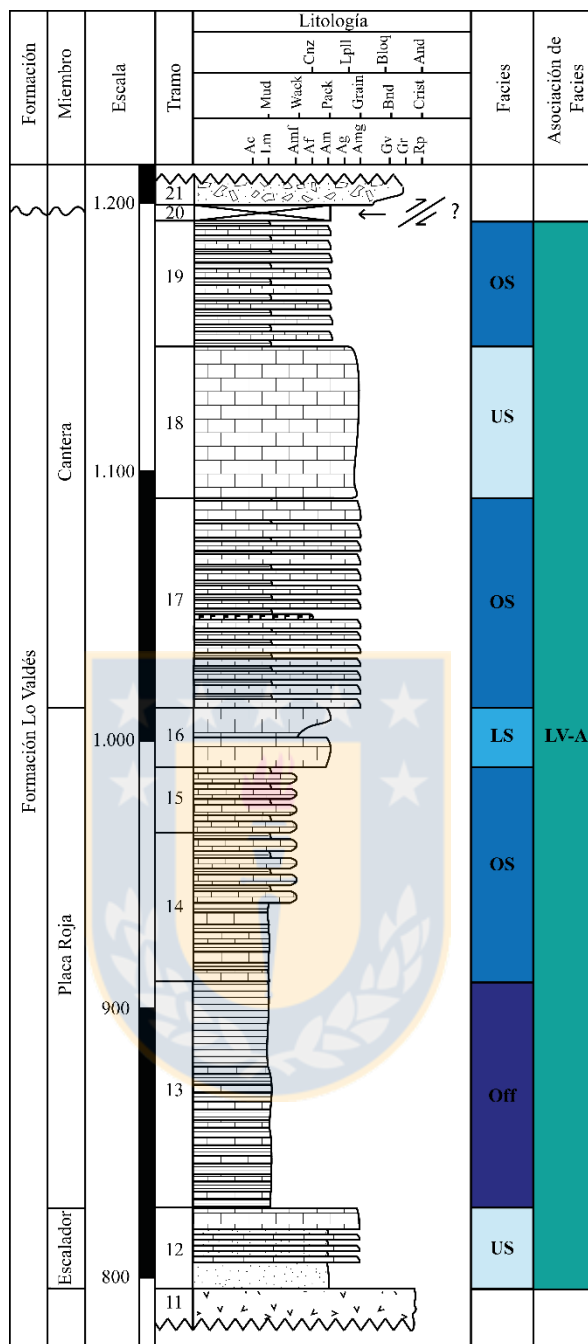 Formación
Miembro
Escala
Tramo
Litología
Cnz Lpll Bloq And
Mud Wack Pack Grain Bnd Crist
Ac Lm Amf Af Am Ag Amg Gv Gr Rp
Facies
Asociación de Facies
Formación Lo Valdés
Cantera
Placa Roja
Escalador
1.200
1.100
1.000
900
800
21
20
?
19
OS
18
US
17
OS
16
LS
LV-A
15
14
OS
13
Off
12
US
11